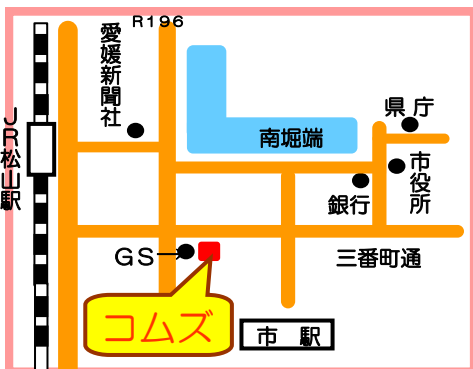 R196
愛媛新聞社
JR松山駅
南堀端
県庁
市役所
銀行
三番町通
GS
コムズ
市 駅